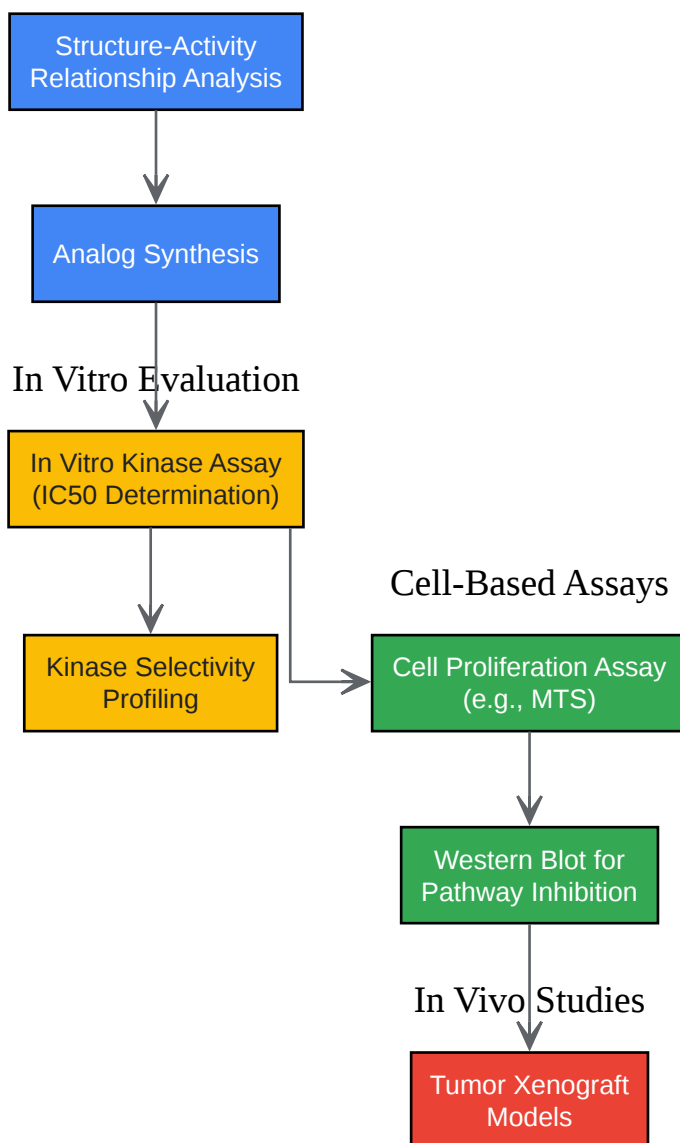 Structure-Activity
Relationship Analysis
Analog Synthesis
In Vitro Evaluation
In Vitro Kinase Assay
(IC50 Determination)
Cell-Based Assays
Kinase Selectivity
Profiling
Cell Proliferation Assay
(e.g., MTS)
Western Blot for
Pathway Inhibition
In Vivo Studies
Tumor Xenograft
Models